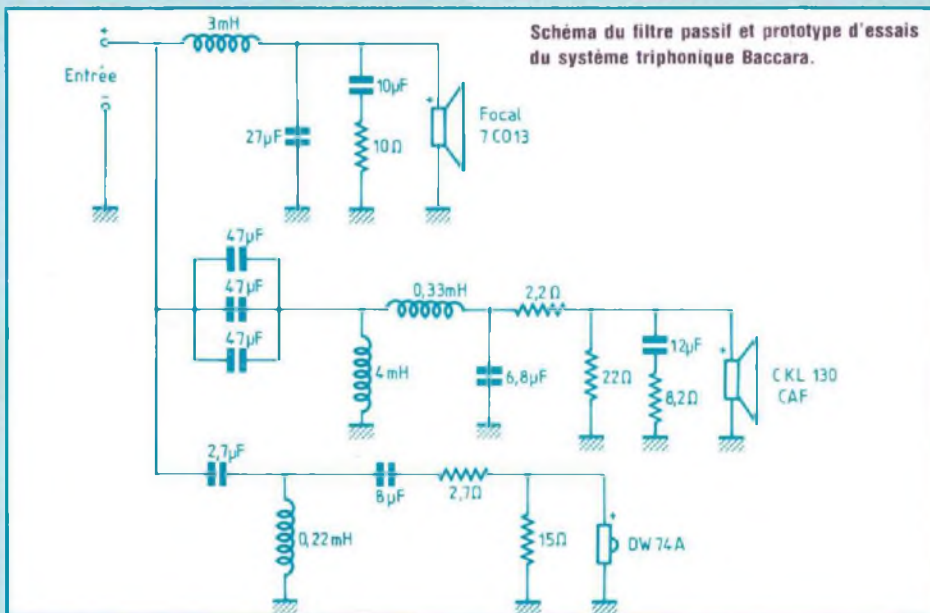 Schéma du filtre passif et prototype d'essais
du système triphonique Baccara.
3mH
+
Entrée
-
27µF
10µF
10Ω
+
Focal
7 CO13
47µF
47µF
47µF
4mH
0,33mH
6,8µF
2,2Ω
22Ω
12µF
8,2Ω
+
CKL 130
CAF
2,7µF
0,22mH
8µF
2,7Ω
15Ω
+
DW 74A